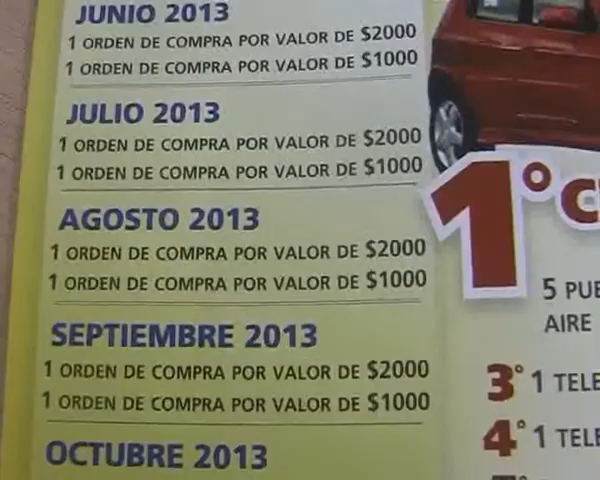 JUNIO 2013
1 ORDEN DE COMPRA POR VALOR DE $2000
1 ORDEN DE COMPRA POR VALOR DE $1000
JULIO 2013
1 ORDEN DE COMPRA POR VALOR DE $2000
1 ORDEN DE COMPRA POR VALOR DE $1000
AGOSTO 2013
1 ORDEN DE COMPRA POR VALOR DE $2000
1 ORDEN DE COMPRA POR VALOR DE $1000
SEPTIEMBRE 2013
1 ORDEN DE COMPRA POR VALOR DE $2000
1 ORDEN DE COMPRA POR VALOR DE $1000
OCTUBRE 2013
1º
5
AIRE
3° 1
4° 1